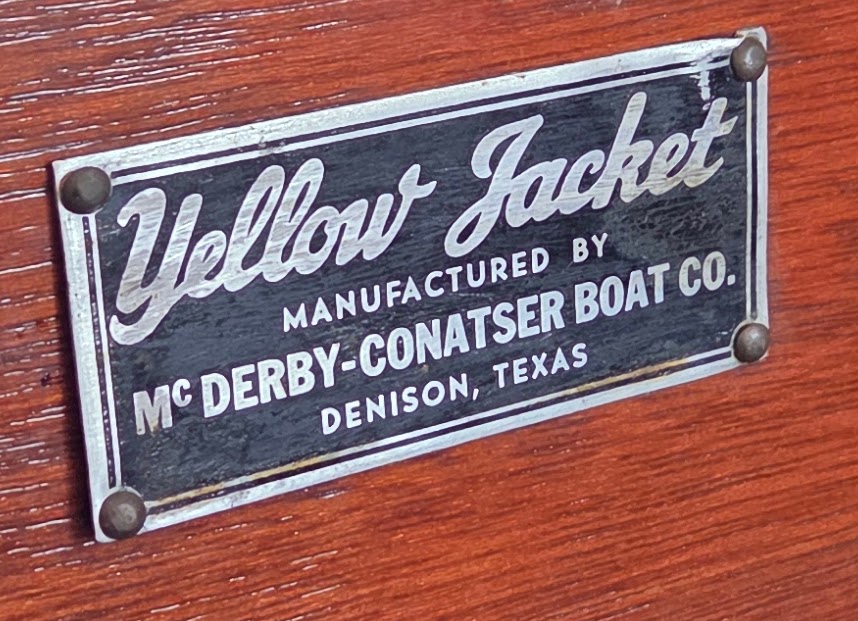 Yellow Jacket
MANUFACTURED BY
Mc DERBY-CONATSER BOAT CO.
DENISON, TEXAS